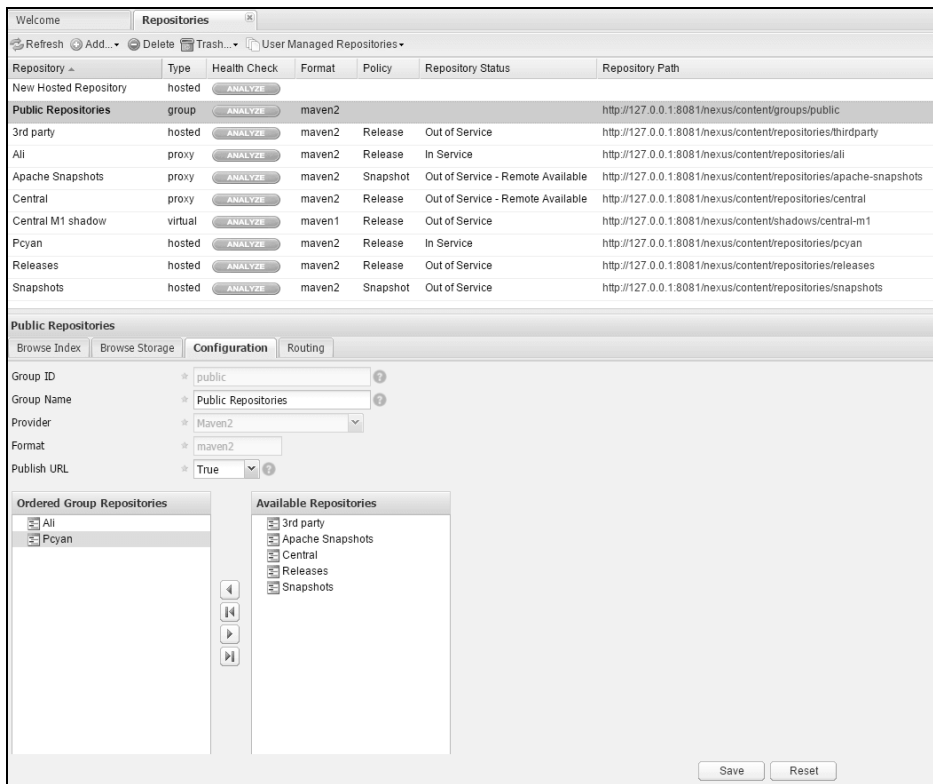 Welcome Repositories
Refresh Add... Delete Trash... User Managed Repositories
Repository Type Health Check Format Policy Repository Status Repository Path
New Hosted Repository hosted ANALYZE
Public Repositories group ANALYZE maven2 http://127.0.0.1:8081/nexus/content/groups/public
3rd party hosted ANALYZE maven2 Release Out of Service http://127.0.0.1:8081/nexus/content/repositories/thirdparty
Ali proxy ANALYZE maven2 Release In Service http://127.0.0.1:8081/nexus/content/repositories/ali
Apache Snapshots proxy ANALYZE maven2 Snapshot Out of Service - Remote Available http://127.0.0.1:8081/nexus/content/repositories/apache-snapshots
Central proxy ANALYZE maven2 Release Out of Service - Remote Available http://127.0.0.1:8081/nexus/content/repositories/central
Central M1 shadow virtual ANALYZE maven1 Release Out of Service http://127.0.0.1:8081/nexus/content/shadows/central-m1
Pcyan hosted ANALYZE maven2 Release In Service http://127.0.0.1:8081/nexus/content/repositories/pcyan
Releases hosted ANALYZE maven2 Release Out of Service http://127.0.0.1:8081/nexus/content/repositories/releases
Snapshots hosted ANALYZE maven2 Snapshot Out of Service http://127.0.0.1:8081/nexus/content/repositories/snapshots
Public Repositories
Browse Index Browse Storage Configuration Routing
Group ID public
Group Name Public Repositories
Provider Maven2
Format maven2
Publish URL True
Ordered Group Repositories
Ali
Pcyan
Available Repositories
3rd party
Apache Snapshots
Central
Releases
Snapshots
Save Reset